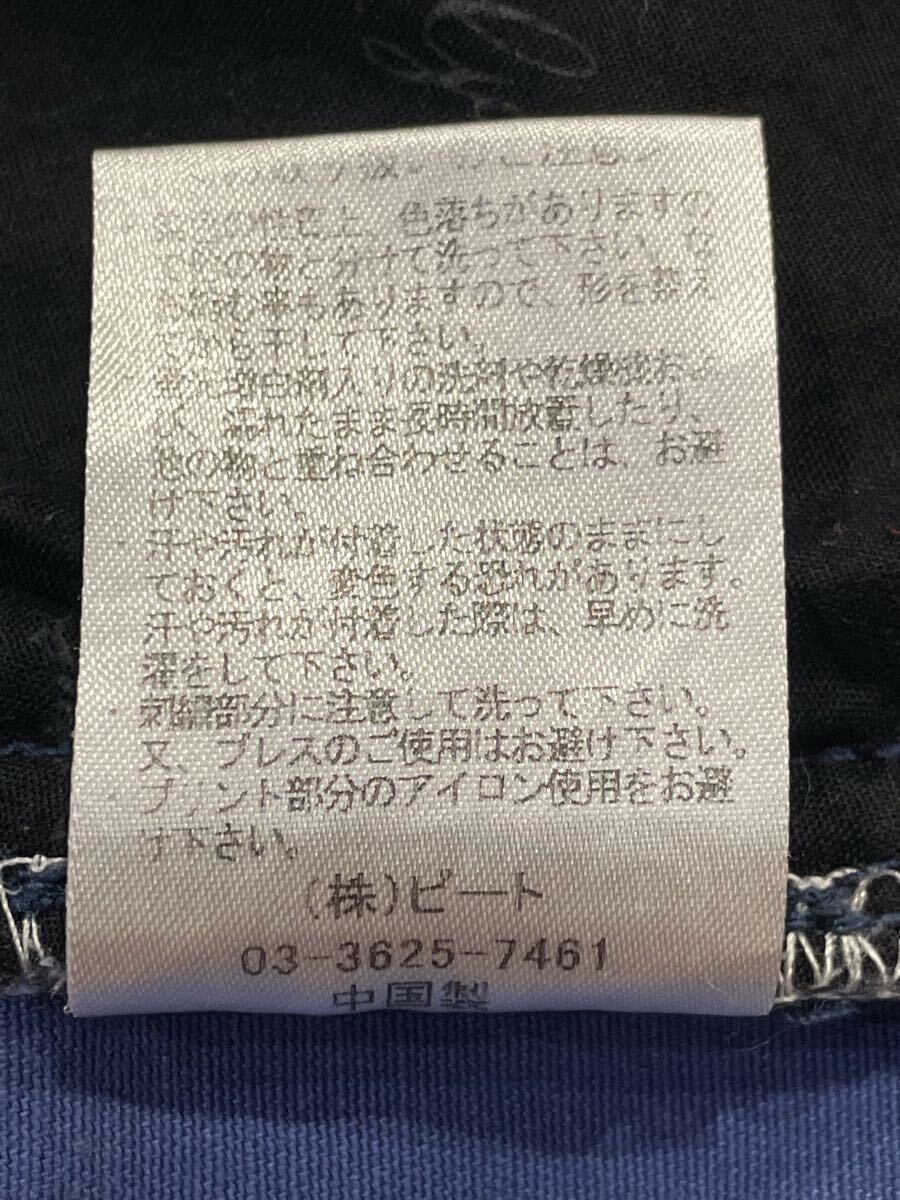 の性上、色落ちがありますの
の物と分けて洗って下さい。な
む事もありますので、形を整え
てから干して下さい。
増白剤入りの洗剤や乾燥後お
く、濡れたまま長時間放置したり、
他の物と重ね合わせることは、お避
け下さい。
汗や汚れが付着した状態のままにし
ておくと、変色する恐れがあります。
汗や汚れが付着した際は、早めに洗
濯をして下さい。
刺繍部分に注意して洗って下さい。
又、プレスのご使用はお避け下さい。
プリント部分のアイロン使用をお避
け下さい。
(株)ピート
03-3625-7461
中国製